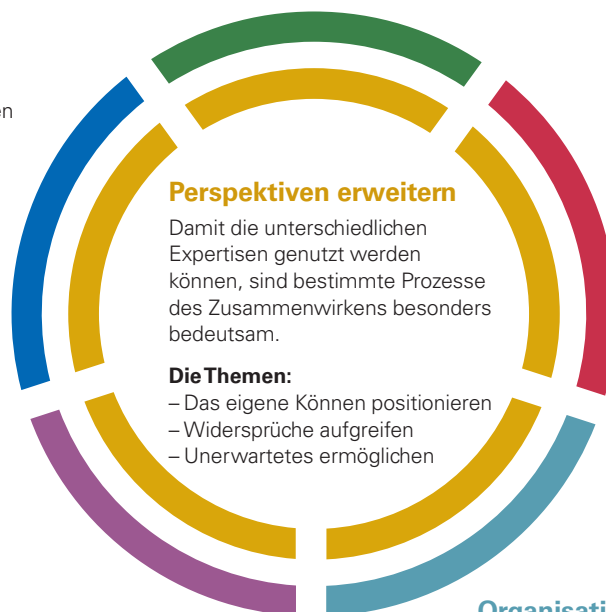 Perspektiven erweitern
Damit die unterschiedlichen
Expertisen genutzt werden
können, sind bestimmte Prozesse
des Zusammenwirkens besonders
bedeutsam.
Die Themen:
– Das eigene Können positionieren
– Widersprüche aufgreifen
– Unerwartetes ermöglichen